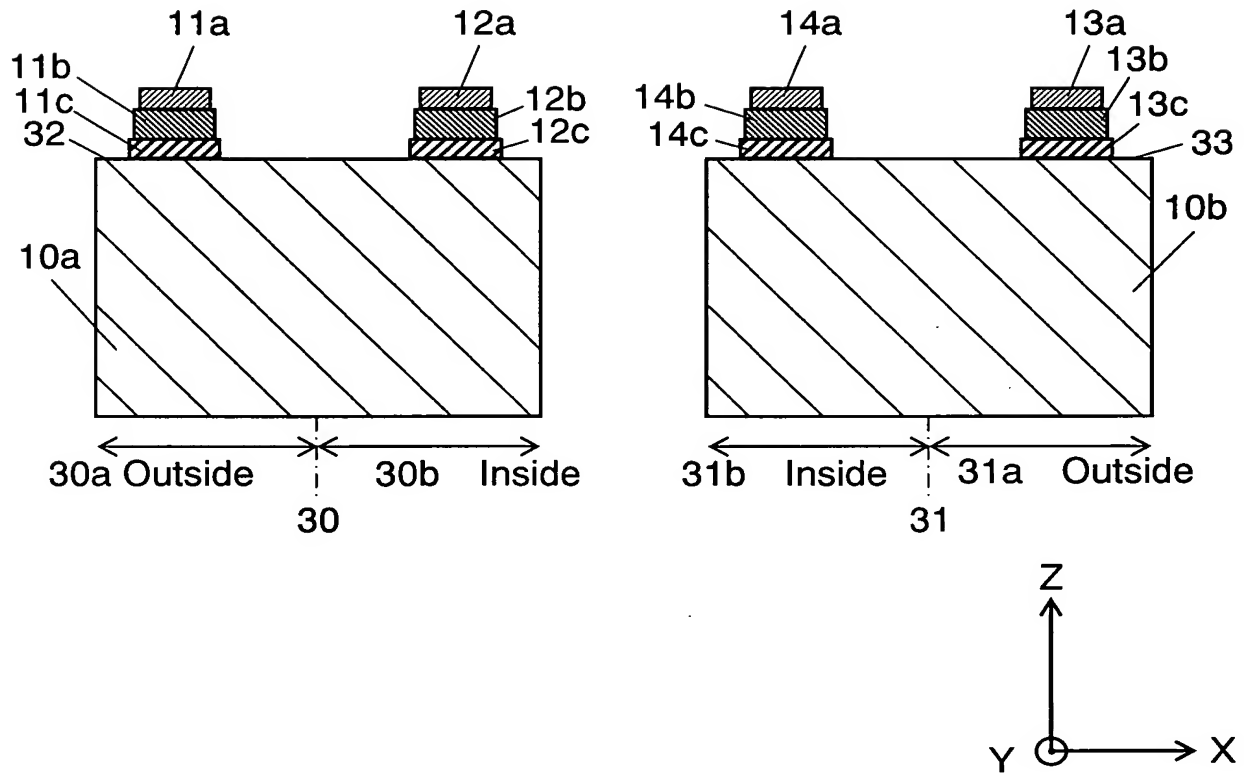 11a 12a 14a 13a
11b 13b
11c 12b 14b 13c
32 12c 14c 33
10a 10b
30a Outside 30b Inside 31b Inside 31a Outside
30 31
Z
Y X